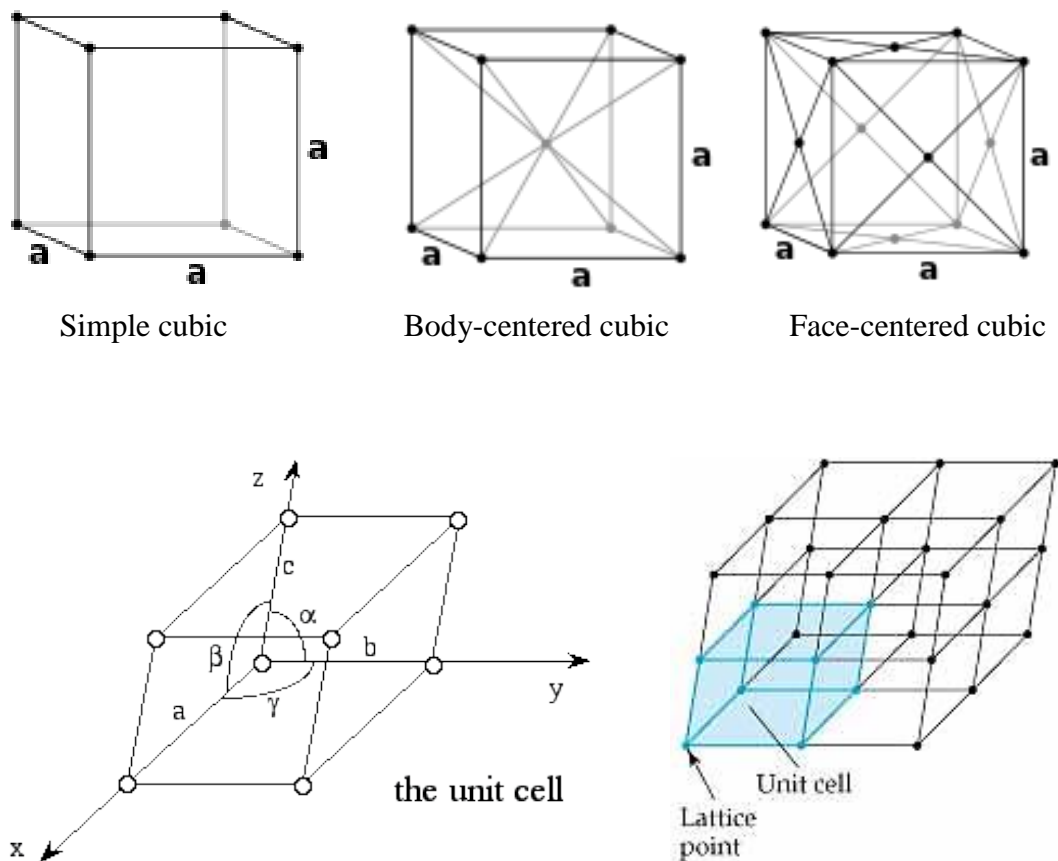 a
a
a
a
a
a
a
a
a
Simple cubic
Body-centered cubic
Face-centered cubic
z
c
α
β
b
γ
a
y
x
the unit cell
Unit cell
Lattice
point